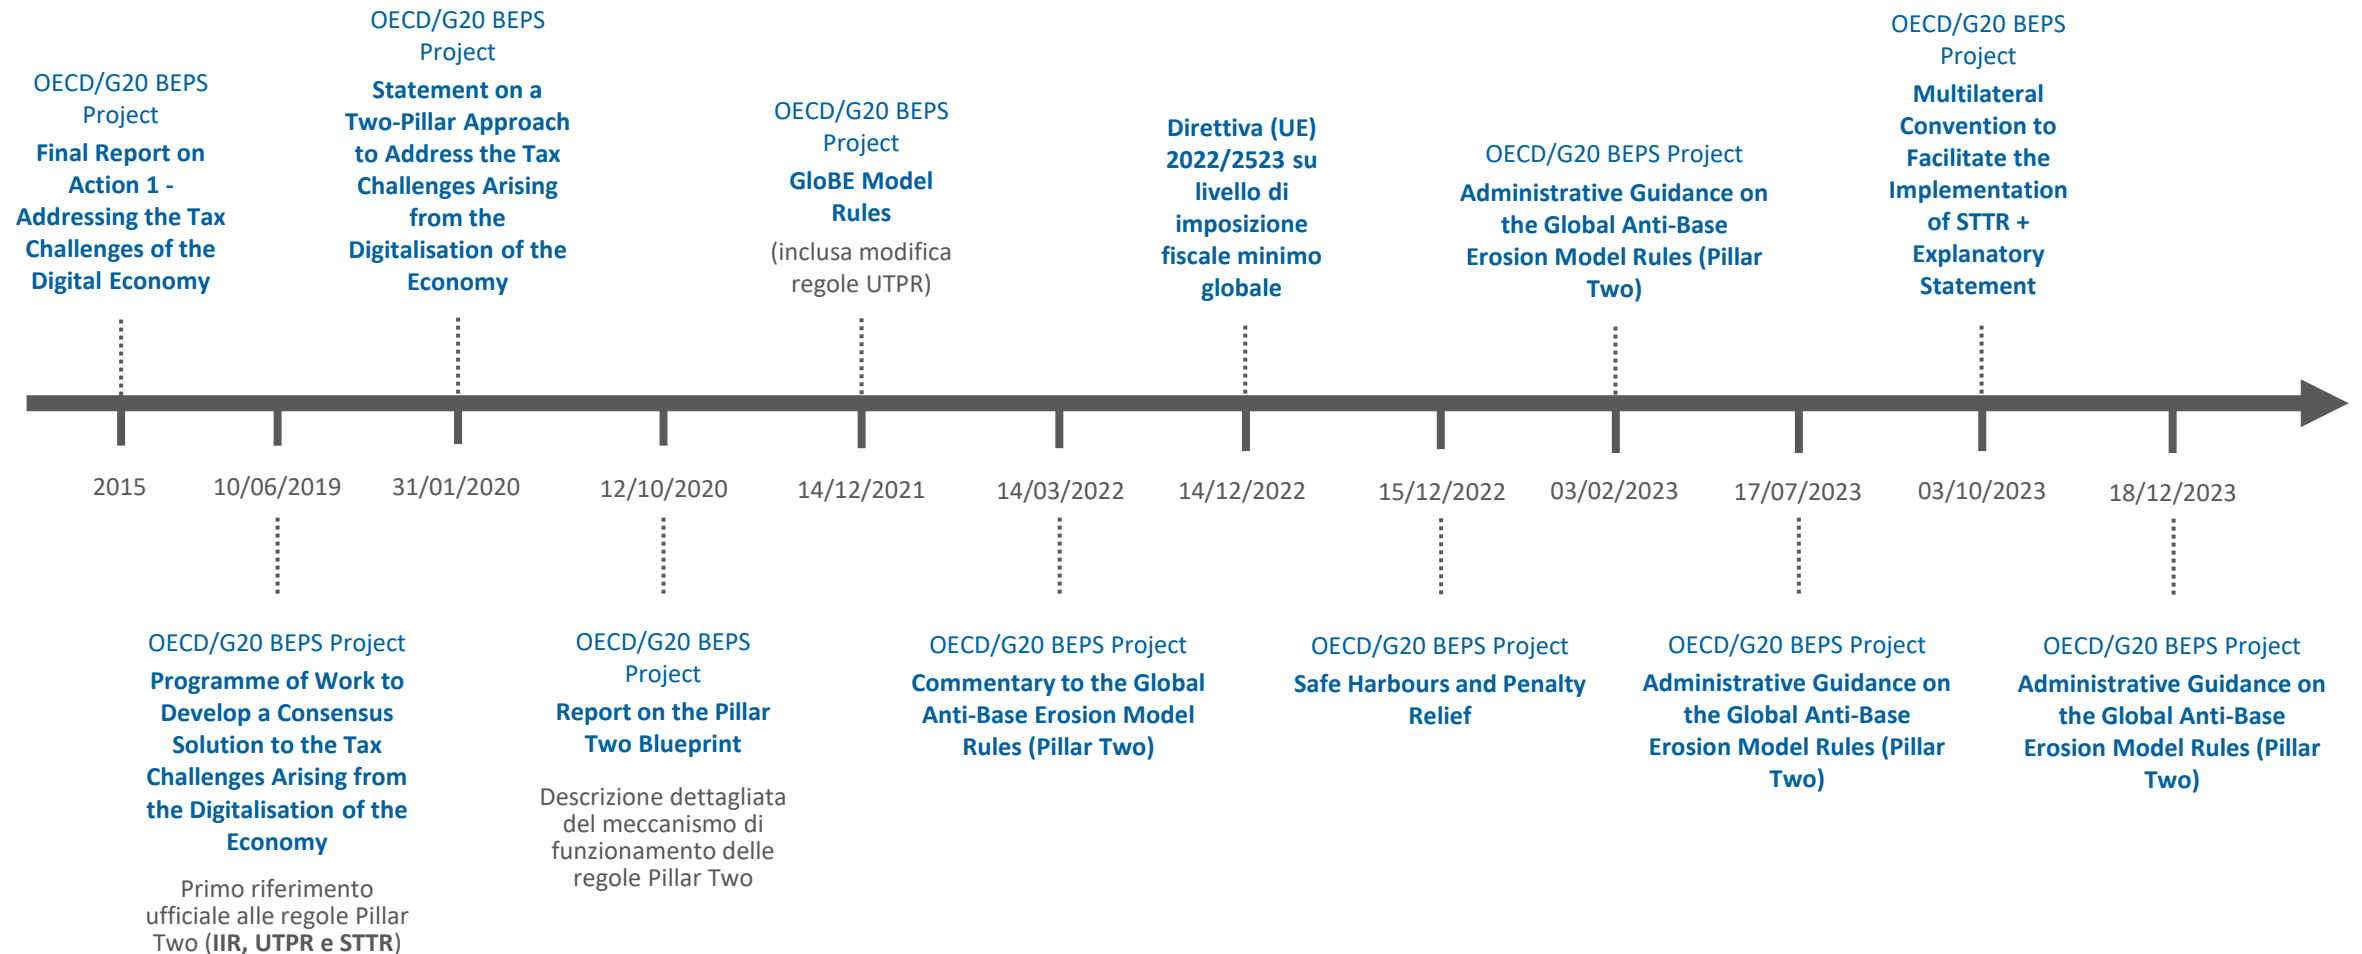 OECD/G20 BEPS
Project
Final Report on
Action 1 -
Addressing the Tax
Challenges of the
Digital Economy
OECD/G20 BEPS
Project
Statement on a
Two-Pillar Approach
to Address the Tax
Challenges Arising
from the
Digitalisation of the
Economy
OECD/G20 BEPS
Project
GloBE Model
Rules
(inclusa modifica
regole UTPR)
Direttiva (UE)
2022/2523 su
livello di
imposizione
fiscale minimo
globale
OECD/G20 BEPS Project
Administrative Guidance on
the Global Anti-Base
Erosion Model Rules (Pillar
Two)
OECD/G20 BEPS
Project
Multilateral
Convention to
Facilitate the
Implementation
of STTR +
Explanatory
Statement
2015
10/06/2019
31/01/2020
12/10/2020
14/12/2021
14/03/2022
14/12/2022
15/12/2022
03/02/2023
17/07/2023
03/10/2023
18/12/2023
OECD/G20 BEPS Project
Programme of Work to
Develop a Consensus
Solution to the Tax
Challenges Arising from
the Digitalisation of the
Economy
Primo riferimento
ufficiale alle regole Pillar
Two (IIR, UTPR e STTR)
OECD/G20 BEPS
Project
Report on the Pillar
Two Blueprint
Descrizione dettagliata
del meccanismo di
funzionamento delle
regole Pillar Two
OECD/G20 BEPS Project
Commentary to the Global
Anti-Base Erosion Model
Rules (Pillar Two)
OECD/G20 BEPS Project
Safe Harbours and Penalty
Relief
OECD/G20 BEPS Project
Administrative Guidance on
the Global Anti-Base
Erosion Model Rules (Pillar
Two)
OECD/G20 BEPS Project
Administrative Guidance on
the Global Anti-Base
Erosion Model Rules (Pillar
Two)